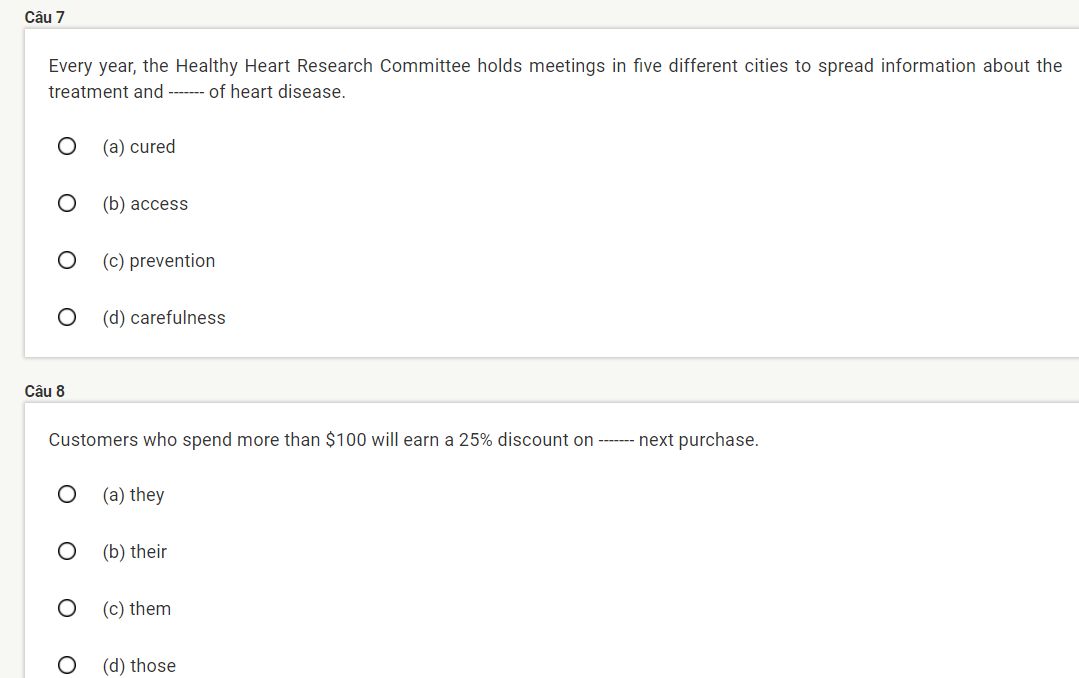 Câu 7
Every year, the Healthy Heart Research Committee holds meetings in five different cities to spread information about the
treatment and ------- of heart disease.
(a) cured
(b) access
(c) prevention
(d) carefulness
Câu 8
Customers who spend more than $100 will earn a 25% discount on ------- next purchase.
(a) they
(b) their
(c) them
(d) those